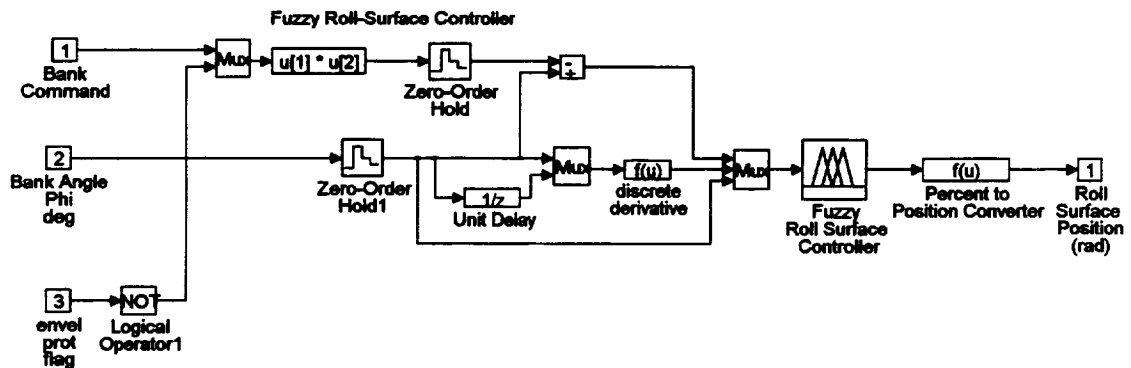 Fuzzy Roll-Surface Controller
1
Bank
Command
Mux
u[1] * u[2]
Zero-Order
Hold
-
+
2
Bank Angle
Phi
deg
Zero-Order
Hold1
1/z
Unit Delay
Mux
f(u)
discrete
derivative
Mux
Fuzzy
Roll Surface
Controller
f(u)
Percent to
Position Converter
1
Roll
Surface
Position
(rad)
3
envel
prot
flag
NOT
Logical
Operator1